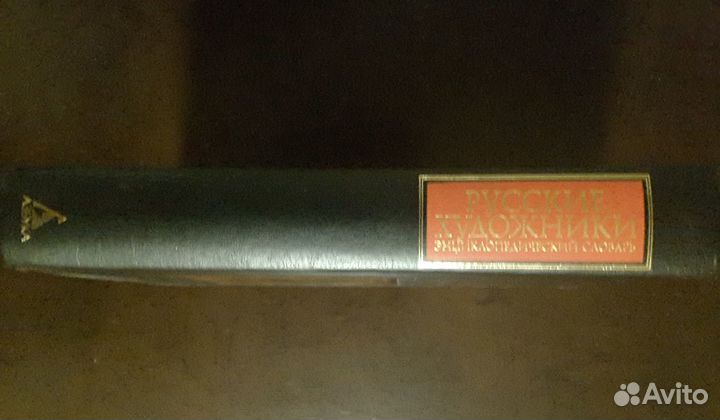 РУССКИЕ
ХУДОЖНИКИ
ЭНЦИКЛОПЕДИЧЕСКИЙ СЛОВАРЬ
АЗБУКА
Avito